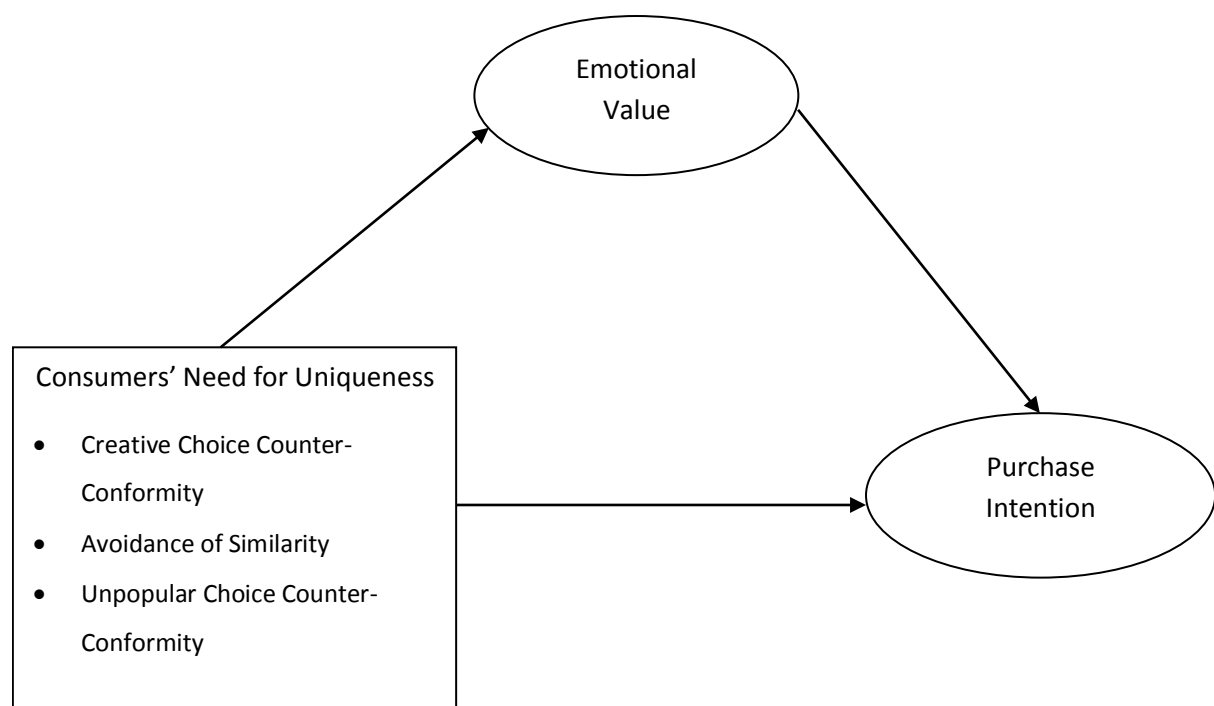 Emotional
Value
Consumers’ Need for Uniqueness
• Creative Choice Counter-
Conformity
• Avoidance of Similarity
• Unpopular Choice Counter-
Conformity
Purchase
Intention